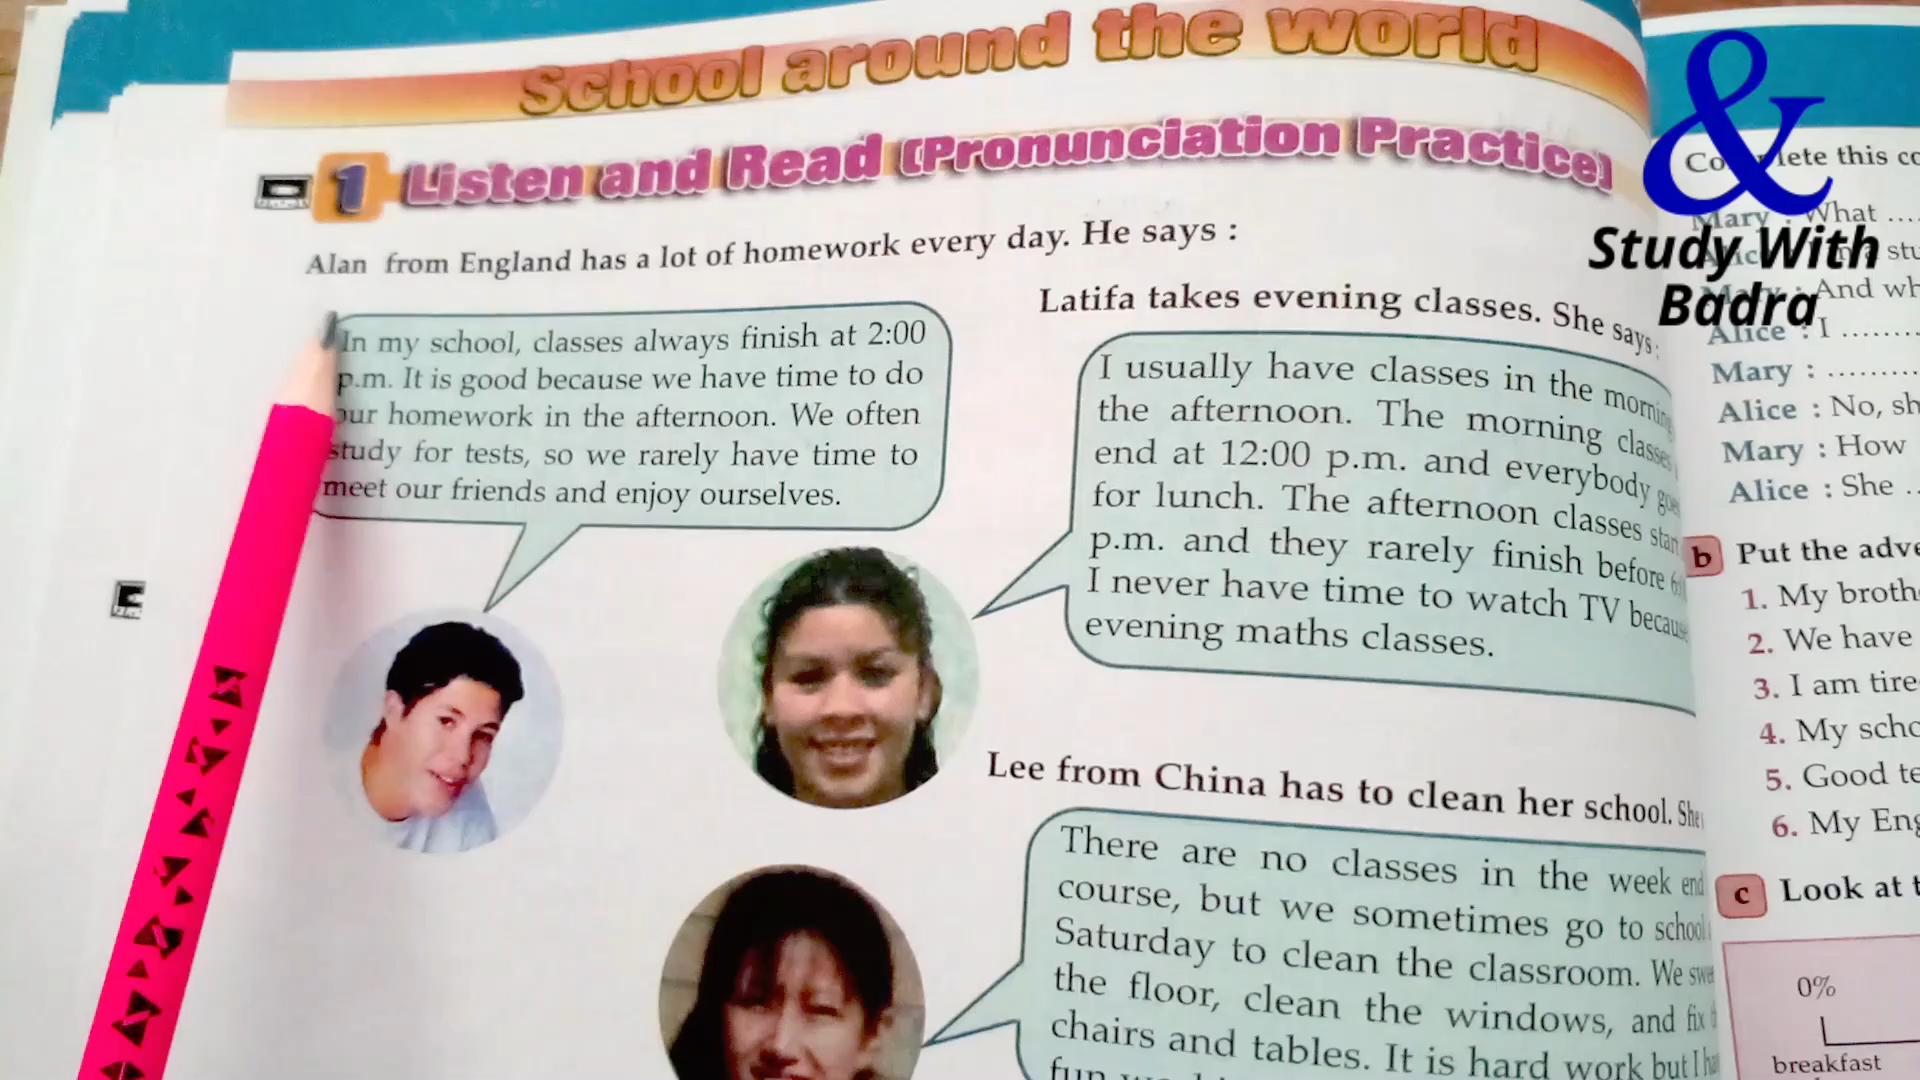 School around the world
1 Listen and Read (Pronunciation Practice)
Alan from England has a lot of homework every day. He says :
In my school, classes always finish at 2:00
p.m. It is good because we have time to do
our homework in the afternoon. We often
study for tests, so we rarely have time to
meet our friends and enjoy ourselves.
Latifa takes evening classes. She says:
I usually have classes in the morning
the afternoon. The morning classes
end at 12:00 p.m. and everybody goes
for lunch. The afternoon classes start
p.m. and they rarely finish before
I never have time to watch TV because
evening maths classes.
Lee from China has to clean her school. She
There are no classes in the week end
course, but we sometimes go to school
Saturday to clean the classroom. We
the floor, clean the windows, and fix
chairs and tables. It is hard work but I
fun
&
Study With
Badra
this
Mary : What ....
Alice
And
Alice : I ........
Mary : .........
Alice : No,
Mary : How
Alice : She ..
b Put the
1. My
2. We have
3. I am
4. My
5. Good
6. My
c Look at
0%
breakfast